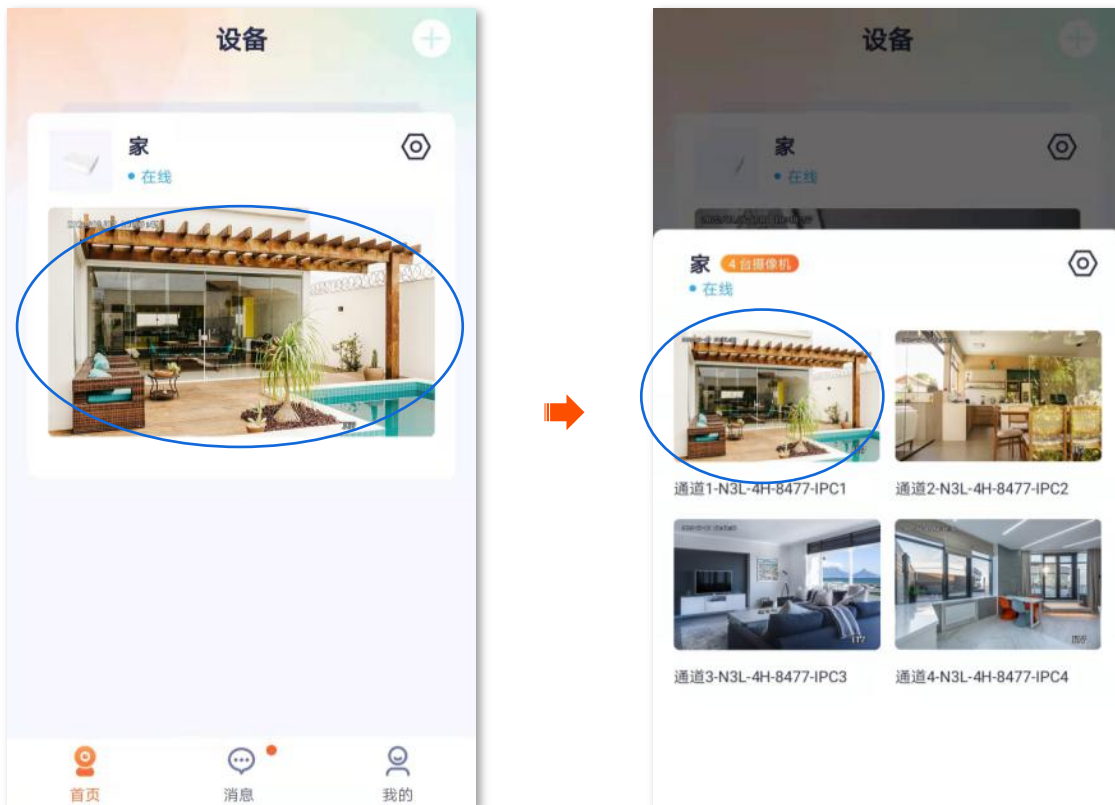 设备
家
在线
首页
消息
我的
设备
家
在线
家
4台摄像机
在线
通道1-N3L-4H-8477-IPC1
通道2-N3L-4H-8477-IPC2
通道3-N3L-4H-8477-IPC3
通道4-N3L-4H-8477-IPC4